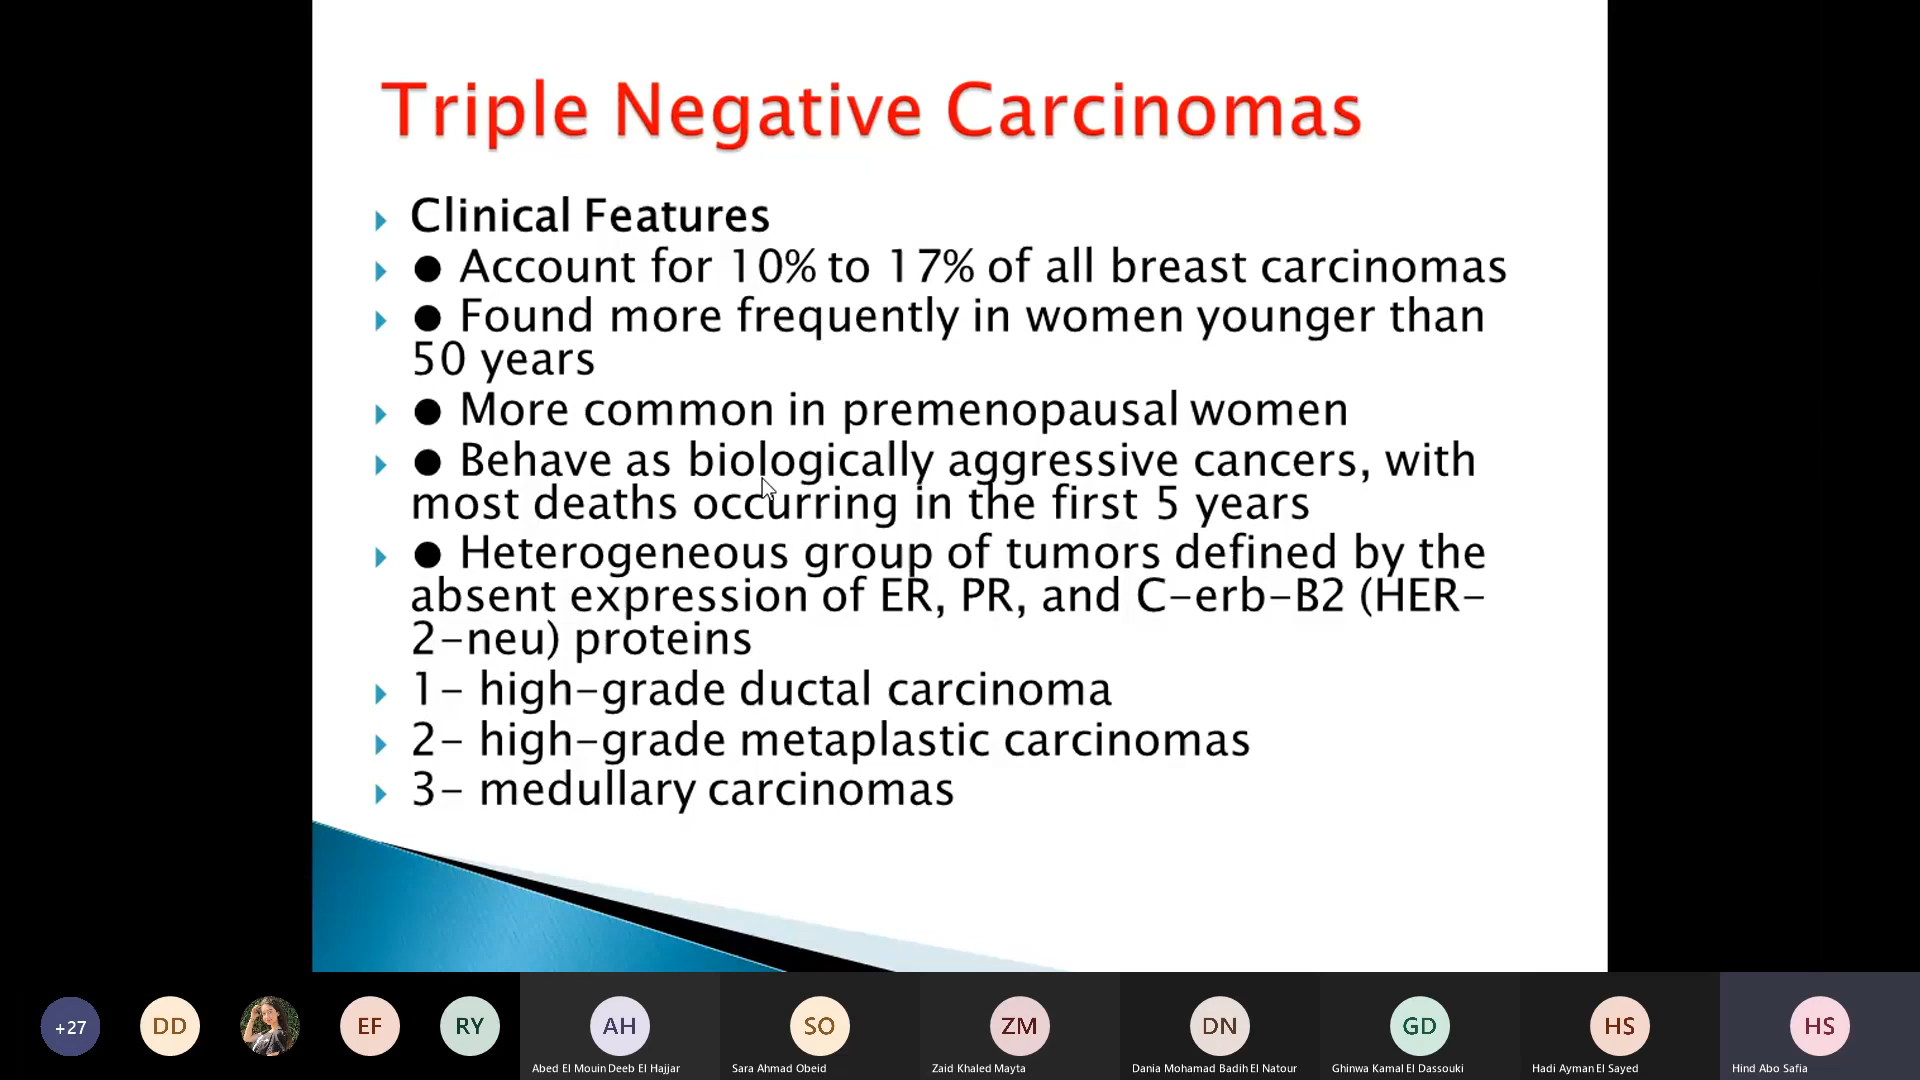 Triple Negative Carcinomas
Clinical Features
● Account for 10% to 17% of all breast carcinomas
● Found more frequently in women younger than
50 years
● More common in premenopausal women
● Behave as biologically aggressive cancers, with
most deaths occurring in the first 5 years
● Heterogeneous group of tumors defined by the
absent expression of ER, PR, and C-erb-B2 (HER-
2-neu) proteins
1- high-grade ductal carcinoma
2- high-grade metaplastic carcinomas
3- medullary carcinomas
+27 DD EF RY AH SO ZM DN GD HS HS
Abed El Mouin Deeb El Hajjar Sara Ahmad Obeid Zaid Khaled Mayta Dania Mohamad Badih El Natour Ghinwa Kamal El Dassouki Hadi Ayman El Sayed Hind Abo Safia